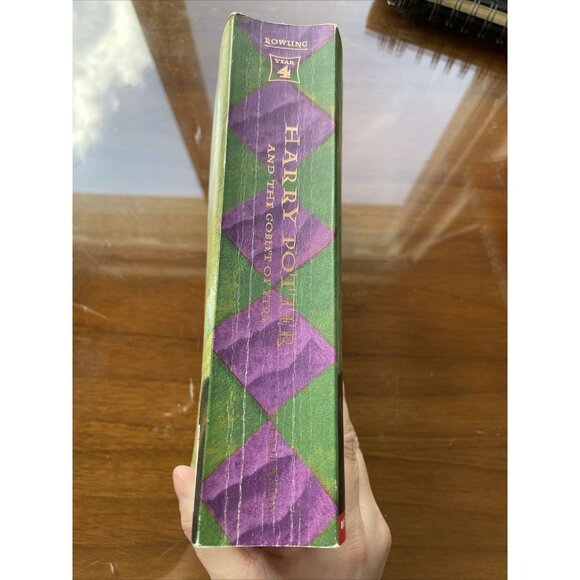 ROWLING
YEAR
4
HARRY POTTER
AND THE GOBLET OF FIRE